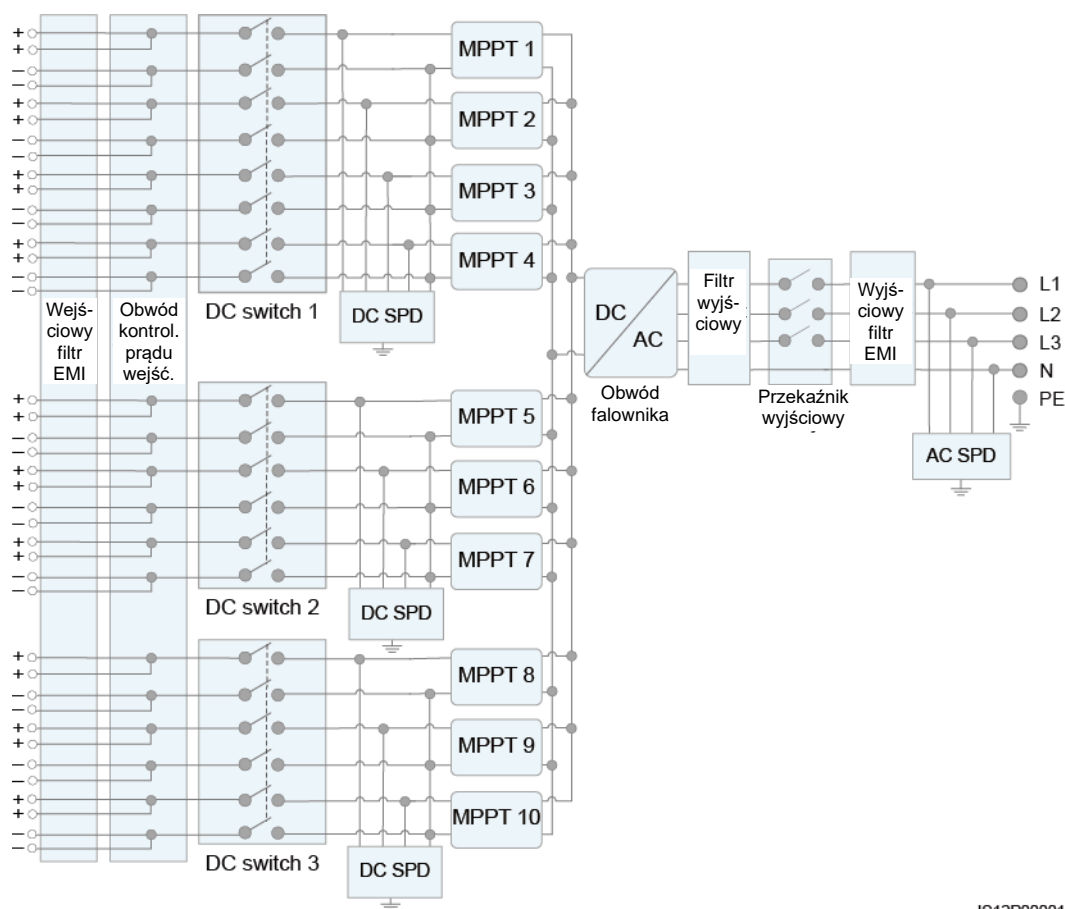 +
+
−
−
+
+
−
−
+
+
−
−
+
+
−
−
MPPT 1
MPPT 2
MPPT 3
MPPT 4
DC switch 1
DC SPD
Wejś-
ciowy
filtr
EMI
Obwód
kontrol.
prądu
wejść.
DC
AC
Obwód
falownika
Filtr
wyjś-
ciowy
Przekaźnik
wyjściowy
Wyjś-
ciowy
filtr
EMI
L1
L2
L3
N
PE
AC SPD
+
+
−
−
+
+
−
−
+
+
−
−
MPPT 5
MPPT 6
MPPT 7
DC switch 2
DC SPD
+
+
−
−
+
+
−
−
+
+
−
−
MPPT 8
MPPT 9
MPPT 10
DC switch 3
DC SPD